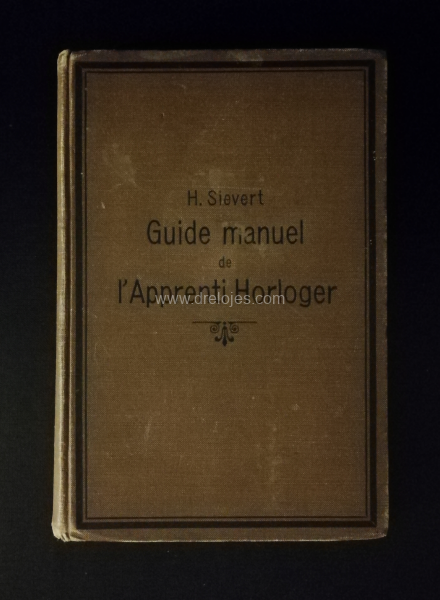 H. Sievert
Guide manuel
de
l'Apprenti Horloger
www.drelojes.com